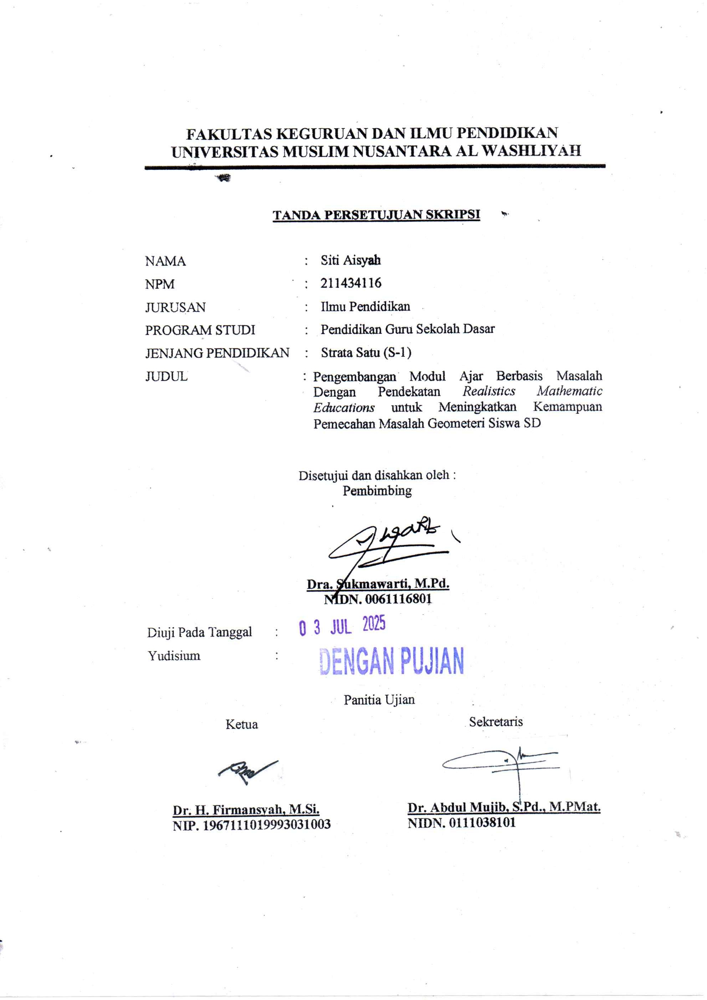 FAKULTAS KEGURUAN DAN ILMU PENDIDIKAN
UNIVERSITAS MUSLIM NUSANTARA AL WASHLIYAH
TANDA PERSETUJUAN SKRIPSI
NAMA : Siti Aisyah
NPM : 211434116
JURUSAN : Ilmu Pendidikan
PROGRAM STUDI : Pendidikan Guru Sekolah Dasar
JENJANG PENDIDIKAN : Strata Satu (S-1)
JUDUL : Pengembangan Modul Ajar Berbasis Masalah
Dengan Pendekatan Realistics Mathematic
Educations untuk Meningkatkan Kemampuan
Pemecahan Masalah Geometeri Siswa SD
Disetujui dan disahkan oleh :
Pembimbing
Dra. Sukmawarti, M.Pd.
NIDN. 0061116801
Diuji Pada Tanggal : 03 JUL 2025
Yudisium : DENGAN PUJIAN
Panitia Ujian
Ketua Sekretaris
Dr. H. Firmansyah, M.Si. Dr. Abdul Mujib, S.Pd., M.PMat.
NIP. 1967111019993031003 NIDN. 0111038101